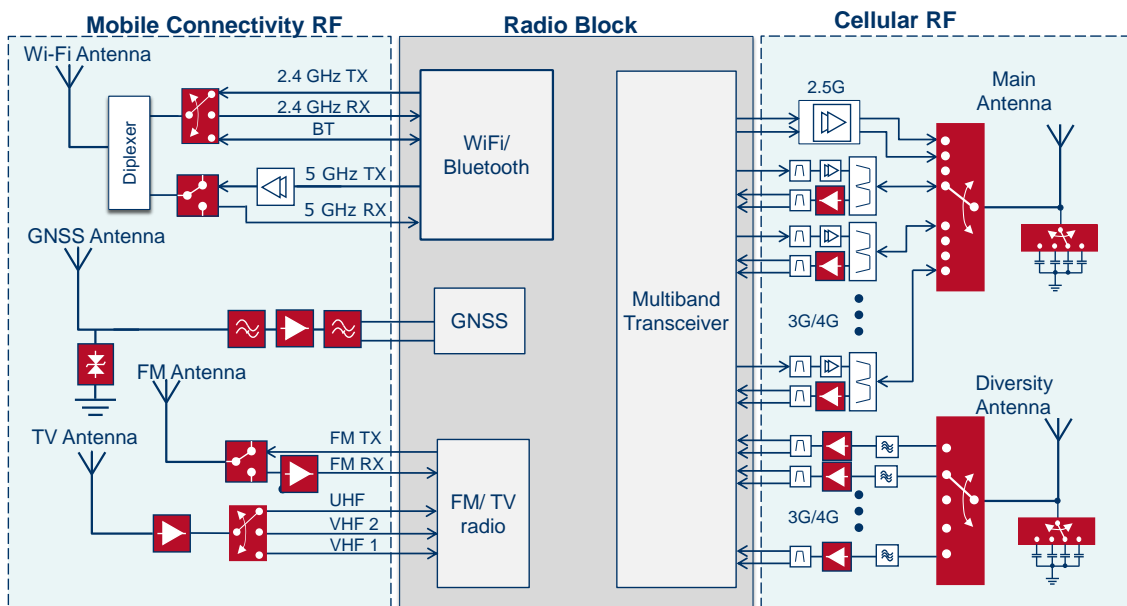 Mobile Connectivity RF
Radio Block
Cellular RF
Wi-Fi Antenna
2.4 GHz TX
2.4 GHz RX
BT
Diplexer
5 GHz TX
5 GHz RX
WiFi/
Bluetooth
GNSS Antenna
GNSS
FM Antenna
TV Antenna
FM TX
FM RX
UHF
VHF 2
VHF 1
FM/ TV
radio
Multiband
Transceiver
2.5G
Main
Antenna
3G/4G
Diversity
Antenna
3G/4G